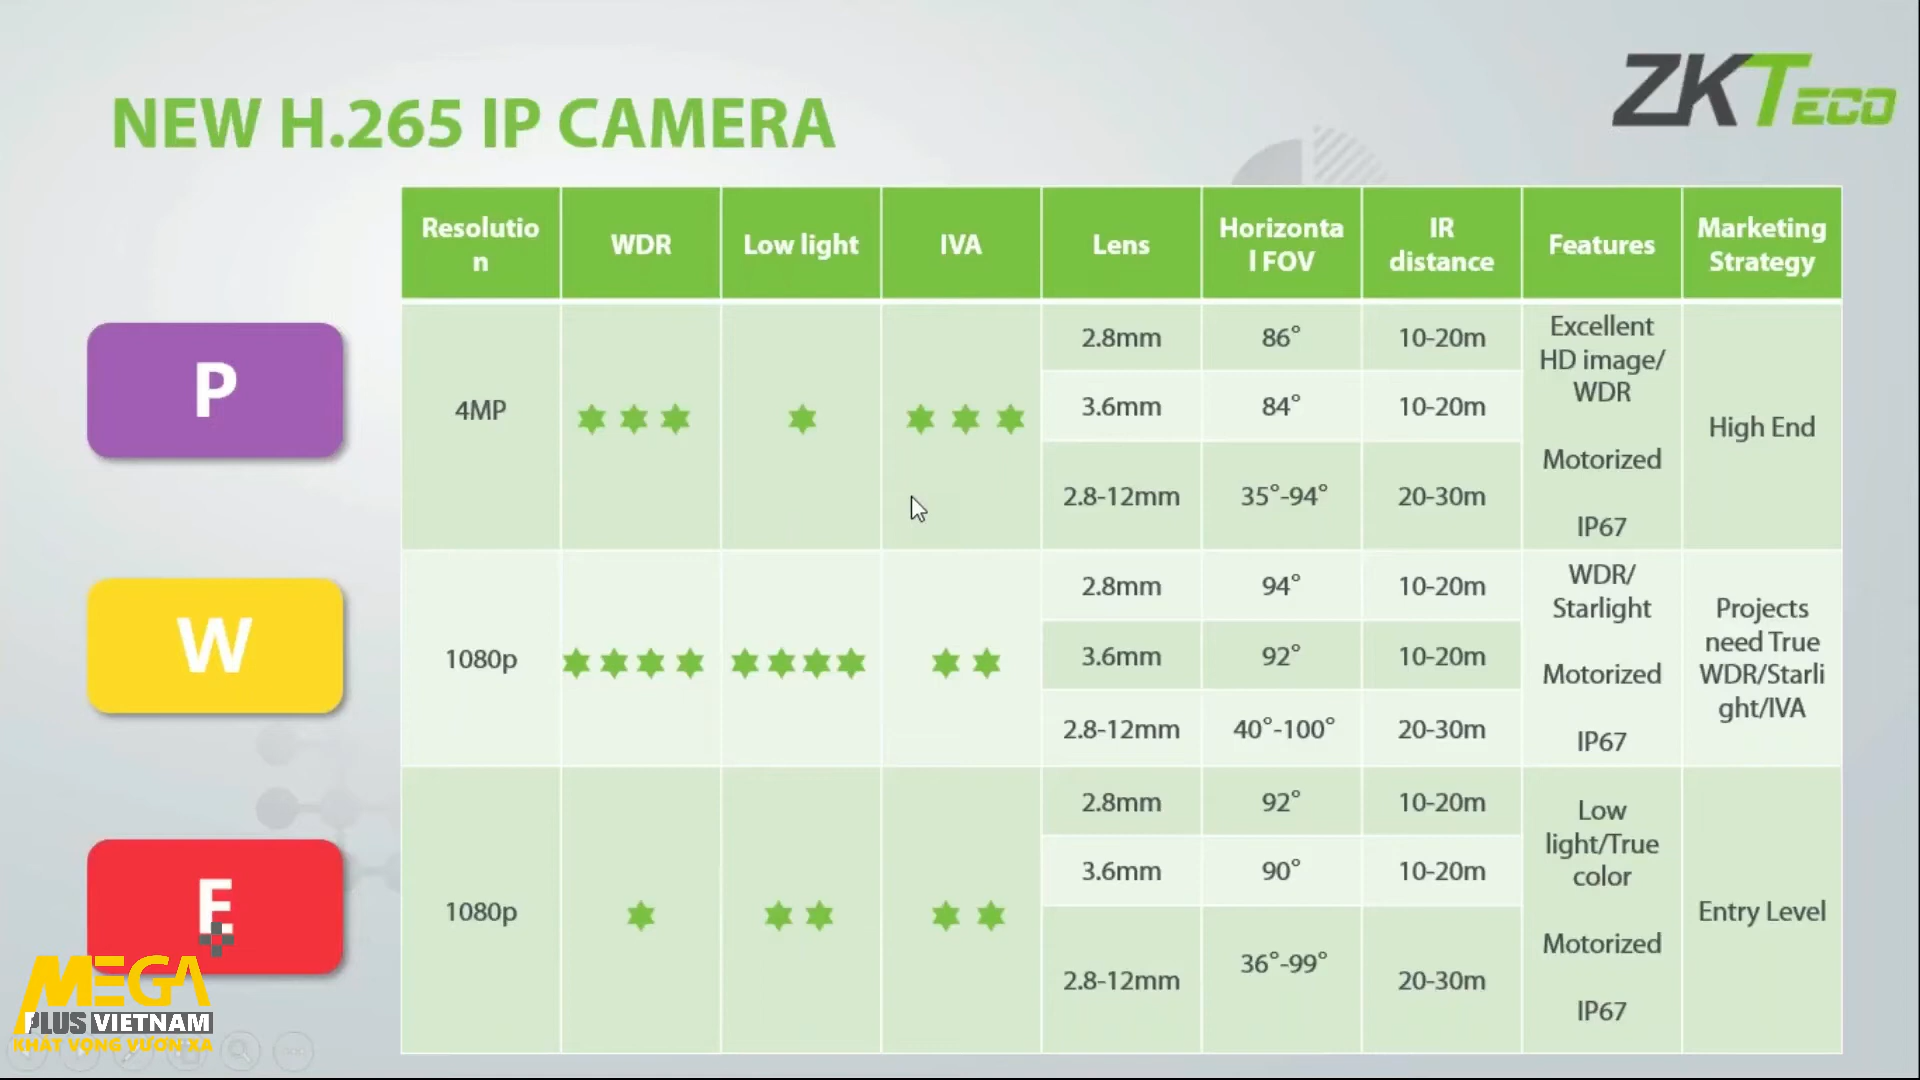 ZKTECO
NEW H.265 IP CAMERA
Resolutio
n
WDR
Low light
IVA
Lens
Horizonta
l FOV
IR
distance
Features
Marketing
Strategy
P
4MP
2.8mm
86°
10-20m
3.6mm
84°
10-20m
2.8-12mm
35°-94°
20-30m
Excellent
HD image/
WDR
Motorized
IP67
High End
W
1080p
2.8mm
94°
10-20m
3.6mm
92°
10-20m
2.8-12mm
40°-100°
20-30m
WDR/
Starlight
Motorized
IP67
Projects
need True
WDR/Starli
ght/IVA
E
1080p
2.8mm
92°
10-20m
3.6mm
90°
10-20m
2.8-12mm
36°-99°
20-30m
Low
light/True
color
Motorized
IP67
Entry Level
MEGA
PLUS VIETNAM
KHÁT VỌNG VƯƠN XA